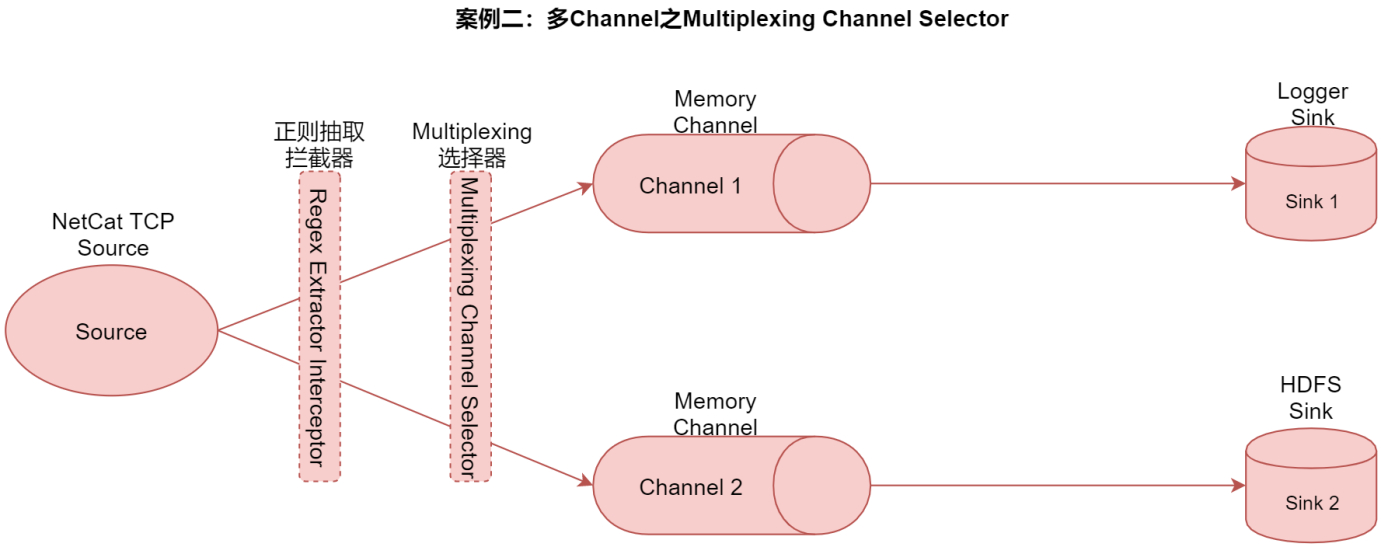 案例二：多Channel之Multiplexing Channel Selector
NetCat TCP
Source
Source
正则抽取
拦截器
Regex Extractor Interceptor
Multiplexing
选择器
Multiplexing Channel Selector
Memory
Channel
Channel 1
Logger
Sink
Sink 1
Memory
Channel
Channel 2
HDFS
Sink
Sink 2